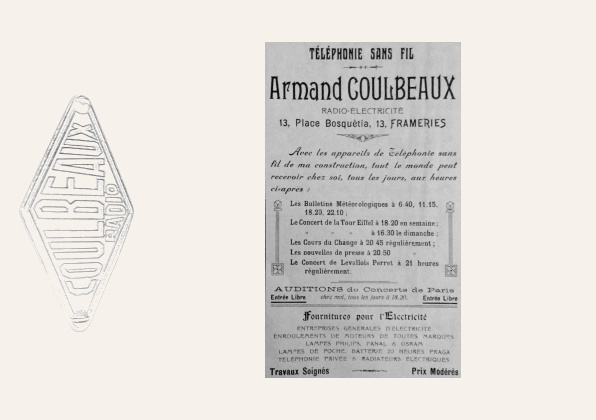 COULBEAUX
RADIO
TÉLÉPHONIE SANS FIL
Armand COULBEAUX
RADIO-ÉLECTRICITÉ
13, Place Bosquètia, 13, FRAMERIES
Avec les appareils de Téléphonie sans
fil de ma construction, tout le monde peut
recevoir chez soi, tous les jours, aux heures
ci-après :
Les Bulletins Météorologiques à 6.40, 11.15,
18.20, 22.10 ;
Le Concert de la Tour Eiffel à 18.20 en semaine ;
" " " à 16.30 le dimanche ;
Les Cours du Change à 20.45 régulièrement ;
Les nouvelles de presse à 20.50 "
Le Concert de Levallois Perret à 21 heures
régulièrement.
AUDITIONS du Concerts de Paris
Entrée Libre chez moi, tous les jours à 18.20. Entrée Libre
Fournitures pour l'Electricité
ENTREPRISES GÉNÉRALES D'ÉLECTRICITÉ
ENROULEMENTS DE MOTEURS DE TOUTES MARQUES
LAMPES PHILIPS, FANAL & OSRAM
LAMPES DE POCHE, BATTERIE 20 HEURES PRAGA
TÉLÉPHONIE PRIVÉE & RADIATEURS ÉLECTRIQUES
Travaux Soignés Prix Modérés